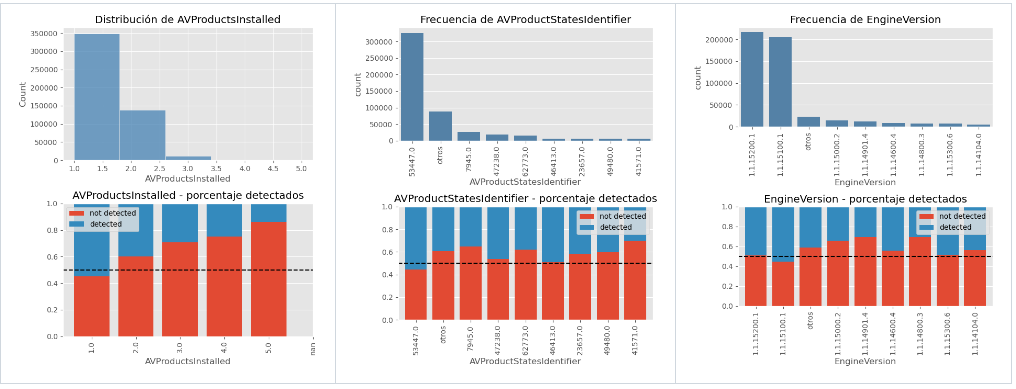 Distribución de AVProductsInstalled
350000
300000
250000
200000
150000
100000
50000
0
Count
1.0 1.5 2.0 2.5 3.0 3.5 4.0 4.5 5.0
AVProductsInstalled
Frecuencia de AVProductStatesIdentifier
300000
250000
200000
150000
100000
50000
0
count
53447.0 otros 7945.0 47238.0 62773.0 46413.0 23657.0 49480.0 41571.0
AVProductStatesIdentifier
Frecuencia de EngineVersion
200000
150000
100000
50000
0
count
1.1.15200.1 1.1.15100.1 otros 1.1.15000.2 1.1.14901.4 1.1.14600.4 1.1.14800.3 1.1.15300.6 1.1.14104.0
EngineVersion
AVProductsInstalled - porcentaje detectados
1.0
0.8
0.6
0.4
0.2
0.0
not detected
detected
1.0 2.0 3.0 4.0 5.0 nan
AVProductsInstalled
AVProductStatesIdentifier - porcentaje detectados
1.0
0.8
0.6
0.4
0.2
0.0
not detected
detected
53447.0 otros 7945.0 47238.0 62773.0 46413.0 23657.0 49480.0 41571.0
AVProductStatesIdentifier
EngineVersion - porcentaje detectados
1.0
0.8
0.6
0.4
0.2
0.0
not detected
detected
1.1.15200.1 1.1.15100.1 otros 1.1.15000.2 1.1.14901.4 1.1.14600.4 1.1.14800.3 1.1.15300.6 1.1.14104.0
EngineVersion